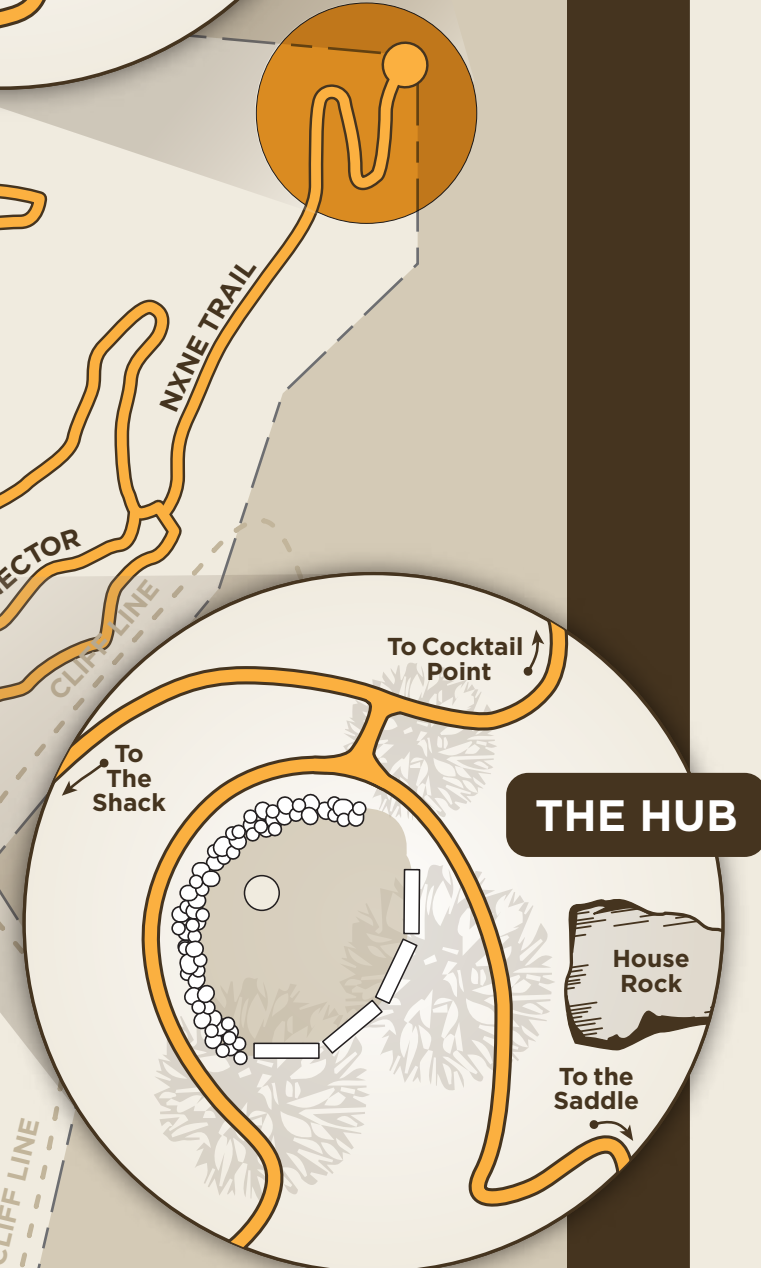 NXNE TRAIL
ECTOR
CLIFF LINE
To Cocktail
Point
To
The
Shack
THE HUB
House
Rock
To the
Saddle
CLIFF LINE